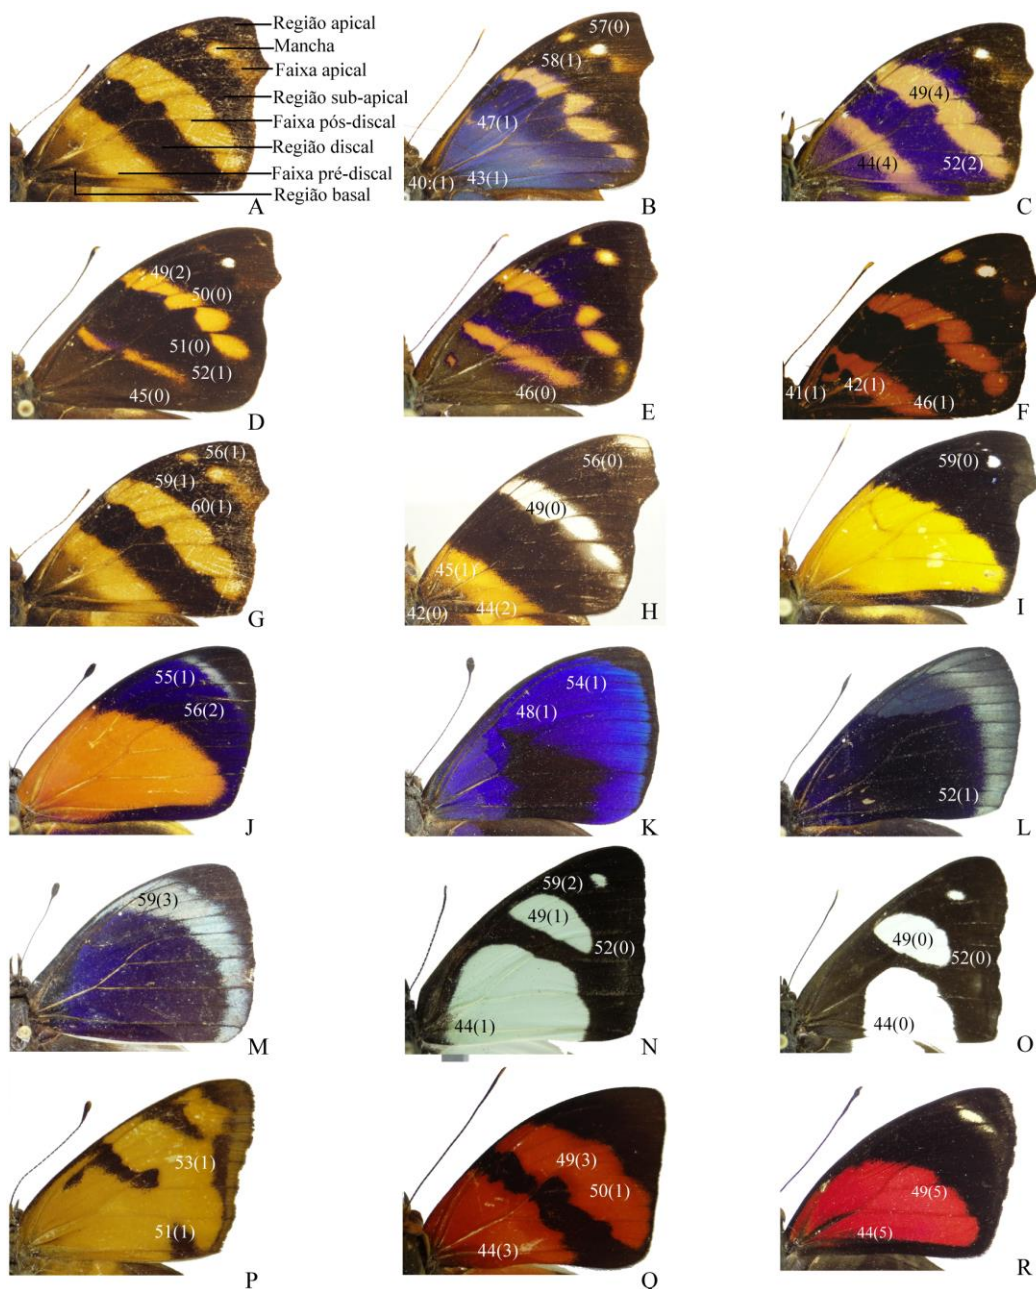 Região apical
Mancha
Faixa apical
Região sub-apical
Faixa pós-discal
Região discal
Faixa pré-discal
Região basal
A
57(0)
58(1)
47(1)
43(1)
40:(1)
B
49(4)
44(4)
52(2)
C
49(2)
50(0)
51(0)
52(1)
45(0)
D
46(0)
E
41(1)
42(1)
46(1)
F
56(1)
59(1)
60(1)
G
56(0)
49(0)
45(1)
44(2)
42(0)
H
59(0)
I
55(1)
56(2)
J
54(1)
48(1)
K
52(1)
L
59(3)
M
59(2)
49(1)
52(0)
44(1)
N
49(0)
52(0)
44(0)
O
53(1)
51(1)
P
49(3)
50(1)
44(3)
Q
49(5)
44(5)
R